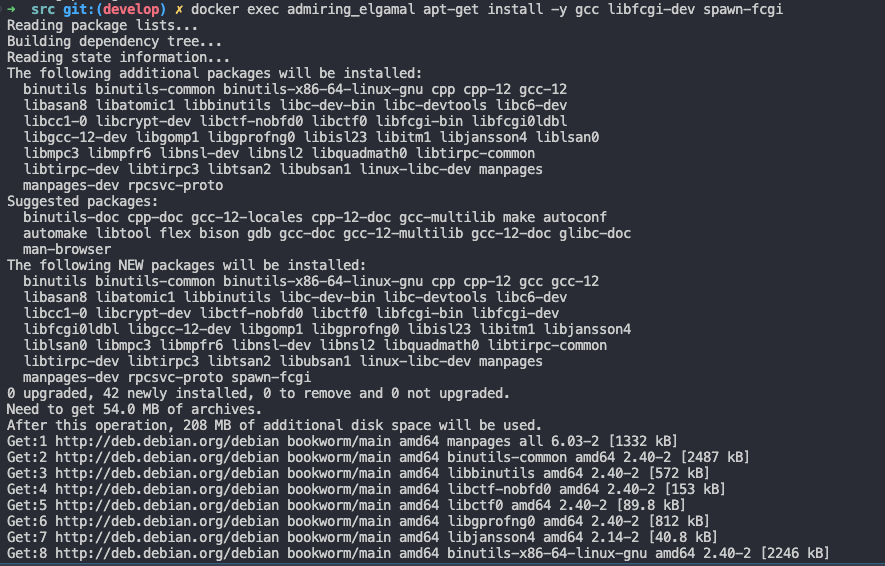 ➜ src git:(develop) ✗ docker exec admiring_elgamal apt-get install -y gcc libfcgi-dev spawn-fcgi
Reading package lists...
Building dependency tree...
Reading state information...
The following additional packages will be installed:
binutils binutils-common binutils-x86-64-linux-gnu cpp cpp-12 gcc-12
libasan8 libatomic1 libbinutils libc-dev-bin libc-devtools libc6-dev
libcc1-0 libcrypt-dev libctf-nobfd0 libctf0 libfcgi-bin libfcgi0ldbl
libgcc-12-dev libgomp1 libgprofng0 libisl23 libitm1 libjansson4 liblsan0
libmpc3 libmpfr6 libnsl-dev libnsl2 libquadmath0 libtirpc-common
libtirpc-dev libtirpc3 libtsan2 libubsan1 linux-libc-dev manpages
manpages-dev rpcsvc-proto
Suggested packages:
binutils-doc cpp-doc gcc-12-locales cpp-12-doc gcc-multilib make autoconf
automake libtool flex bison gdb gcc-doc gcc-12-multilib gcc-12-doc glibc-doc
man-browser
The following NEW packages will be installed:
binutils binutils-common binutils-x86-64-linux-gnu cpp cpp-12 gcc gcc-12
libasan8 libatomic1 libbinutils libc-dev-bin libc-devtools libc6-dev
libcc1-0 libcrypt-dev libctf-nobfd0 libctf0 libfcgi-bin libfcgi-dev
libfcgi0ldbl libgcc-12-dev libgomp1 libgprofng0 libisl23 libitm1 libjansson4
liblsan0 libmpc3 libmpfr6 libnsl-dev libnsl2 libquadmath0 libtirpc-common
libtirpc-dev libtirpc3 libtsan2 libubsan1 linux-libc-dev manpages
manpages-dev rpcsvc-proto spawn-fcgi
0 upgraded, 42 newly installed, 0 to remove and 0 not upgraded.
Need to get 54.0 MB of archives.
After this operation, 208 MB of additional disk space will be used.
Get:1 http://deb.debian.org/debian bookworm/main amd64 manpages all 6.03-2 [1332 kB]
Get:2 http://deb.debian.org/debian bookworm/main amd64 binutils-common amd64 2.40-2 [2487 kB]
Get:3 http://deb.debian.org/debian bookworm/main amd64 libbinutils amd64 2.40-2 [572 kB]
Get:4 http://deb.debian.org/debian bookworm/main amd64 libctf-nobfd0 amd64 2.40-2 [153 kB]
Get:5 http://deb.debian.org/debian bookworm/main amd64 libctf0 amd64 2.40-2 [89.8 kB]
Get:6 http://deb.debian.org/debian bookworm/main amd64 libgprofng0 amd64 2.40-2 [812 kB]
Get:7 http://deb.debian.org/debian bookworm/main amd64 libjansson4 amd64 2.14-2 [40.8 kB]
Get:8 http://deb.debian.org/debian bookworm/main amd64 binutils-x86-64-linux-gnu amd64 2.40-2 [2246 kB]